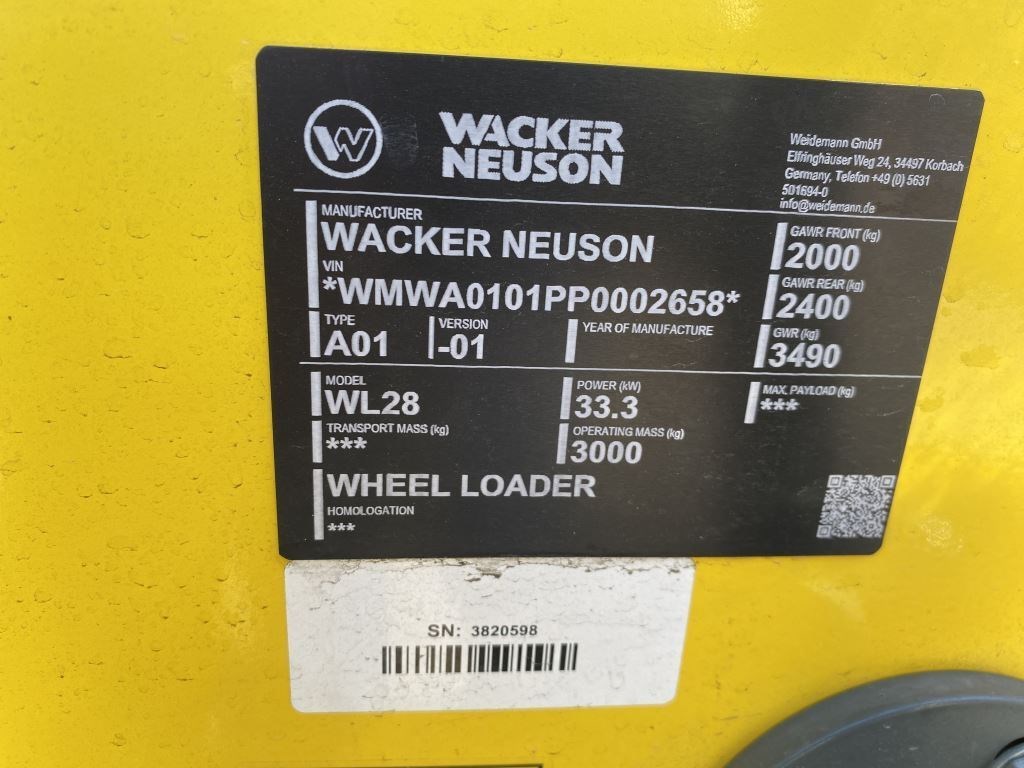 WACKER
NEUSON
Weidemann GmbH
Elfringhäuser Weg 24, 34497 Korbach
Germany, Telefon +49 (0) 5631
501694-0
info@weidemann.de
MANUFACTURER
WACKER NEUSON
VIN
*WMWA0101PP0002658*
TYPE
A01
VERSION
-01
YEAR OF MANUFACTURE
GAWR FRONT (kg)
2000
GAWR REAR (kg)
2400
GWR (kg)
3490
MODEL
WL28
POWER (kW)
33.3
MAX. PAYLOAD (kg)
***
TRANSPORT MASS (kg)
***
OPERATING MASS (kg)
3000
WHEEL LOADER
HOMOLOGATION
***
SN: 3820598